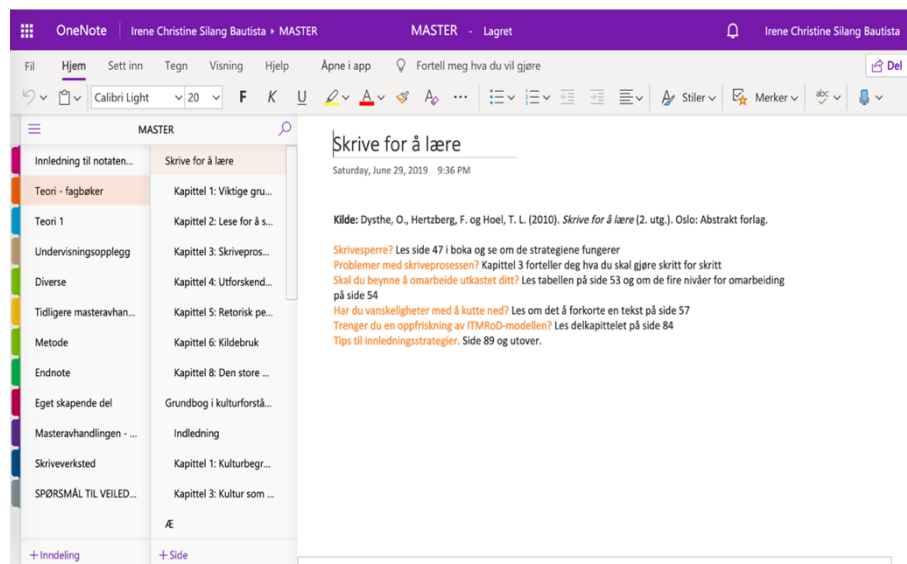 OneNote Irene Christine Silang Bautista ▸ MASTER MASTER - Lagret Irene Christine Silang Bautista
Fil Hjem Sett inn Tegn Visning Hjelp Åpne i app Fortell meg hva du vil gjøre Del
Calibri Light 20 F K U A A Stiler Merker abc
MASTER
Innledning til notaten...
Teori - fagbøker
Teori 1
Undervisningsopplegg
Diverse
Tidligere masteravhan...
Metode
Endnote
Eget skapende del
Masteravhandlingen - ...
Skriveverksted
SPØRSMÅL TIL VEILED...
+ Inndeling
Skrive for å lære
Kapittel 1: Viktige gru...
Kapittel 2: Lese for å s...
Kapittel 3: Skrivepros...
Kapittel 4: Utforskend...
Kapittel 5: Retorisk pe...
Kapittel 6: Kildebruk
Kapittel 8: Den store ...
Grundbog i kulturforstå...
Indledning
Kapittel 1: Kulturbegr...
Kapittel 3: Kultur som ...
Æ
+ Side
Skrive for å lære
Saturday, June 29, 2019 9:36 PM
Kilde: Dysthe, O., Hertzberg, F. og Hoel, T. L. (2010). Skrive for å lære (2. utg.). Oslo: Abstrakt forlag.
Skrivesperre? Les side 47 i boka og se om de strategiene fungerer
Problemer med skriveprosessen? Kapittel 3 forteller deg hva du skal gjøre skritt for skritt
Skal du beynne å omarbeide utkastet ditt? Les tabellen på side 53 og om de fire nivåer for omarbeiding
på side 54
Har du vanskeligheter med å kutte ned? Les om det å forkorte en tekst på side 57
Trenger du en oppfriskning av ITMRoD-modellen? Les delkapittelet på side 84
Tips til innledningsstrategier. Side 89 og utover.